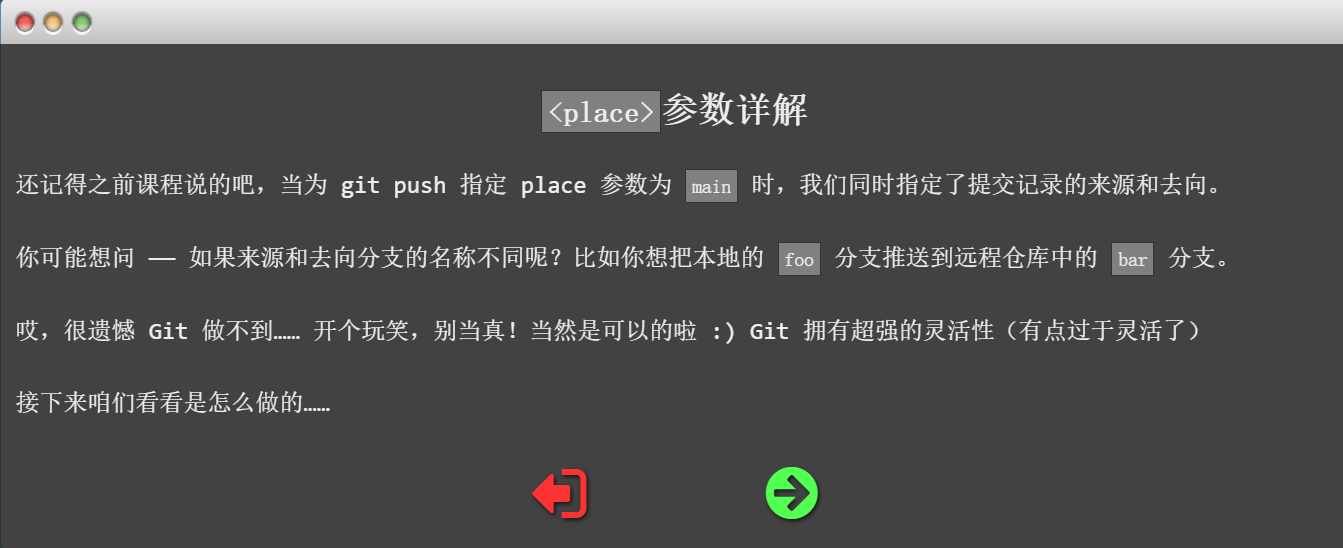 <place>参数详解
还记得之前课程说的吧，当为 git push 指定 place 参数为 main 时，我们同时指定了提交记录的来源和去向。
你可能想问 —— 如果来源和去向分支的名称不同呢？比如你想把本地的 foo 分支推送到远程仓库中的 bar 分支。
哎，很遗憾 Git 做不到…… 开个玩笑，别当真！当然是可以的啦 :) Git 拥有超强的灵活性（有点过于灵活了）
接下来咱们看看是怎么做的……